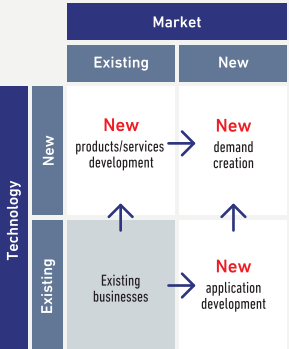 Market
Existing
New
Technology
New
New
products/services
development
New
demand
creation
Existing
Existing
businesses
New
application
development